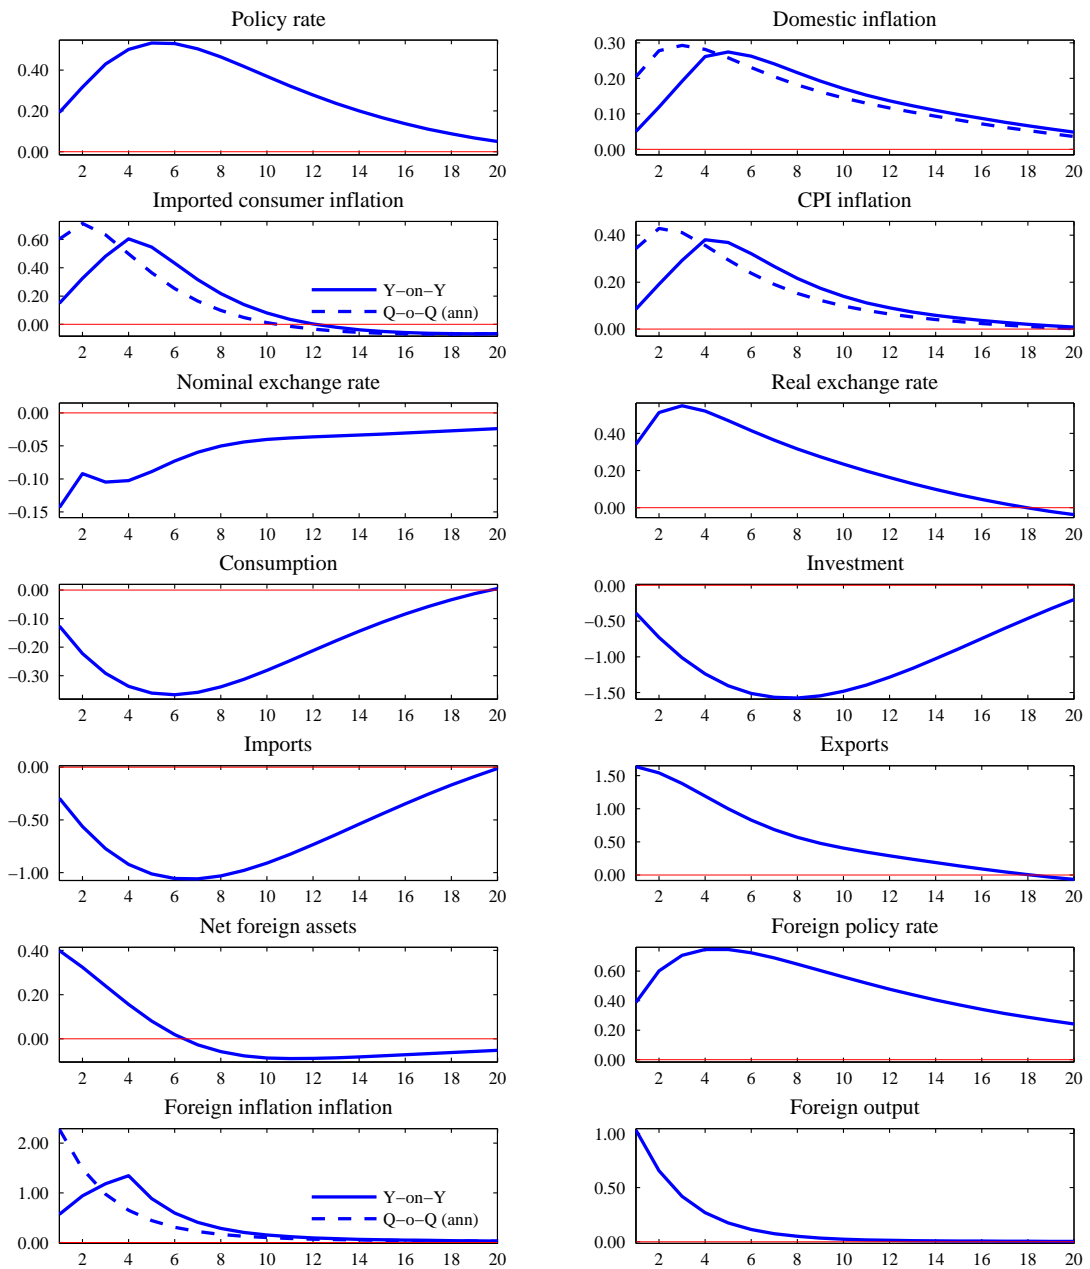 Policy rate
0.40
0.20
0.00
2 4 6 8 10 12 14 16 18 20
Domestic inflation
0.30
0.20
0.10
0.00
2 4 6 8 10 12 14 16 18 20
Imported consumer inflation
0.60
0.40
0.20
0.00
Y−on−Y
Q−o−Q (ann)
2 4 6 8 10 12 14 16 18 20
CPI inflation
0.40
0.20
0.00
2 4 6 8 10 12 14 16 18 20
Nominal exchange rate
0.00
−0.05
−0.10
−0.15
2 4 6 8 10 12 14 16 18 20
Real exchange rate
0.40
0.20
0.00
2 4 6 8 10 12 14 16 18 20
Consumption
0.00
−0.10
−0.20
−0.30
2 4 6 8 10 12 14 16 18 20
Investment
0.00
−0.50
−1.00
−1.50
2 4 6 8 10 12 14 16 18 20
Imports
0.00
−0.50
−1.00
2 4 6 8 10 12 14 16 18 20
Exports
1.50
1.00
0.50
0.00
2 4 6 8 10 12 14 16 18 20
Net foreign assets
0.40
0.20
0.00
2 4 6 8 10 12 14 16 18 20
Foreign policy rate
0.60
0.40
0.20
0.00
2 4 6 8 10 12 14 16 18 20
Foreign inflation inflation
2.00
1.00
0.00
Y−on−Y
Q−o−Q (ann)
2 4 6 8 10 12 14 16 18 20
Foreign output
1.00
0.50
0.00
2 4 6 8 10 12 14 16 18 20